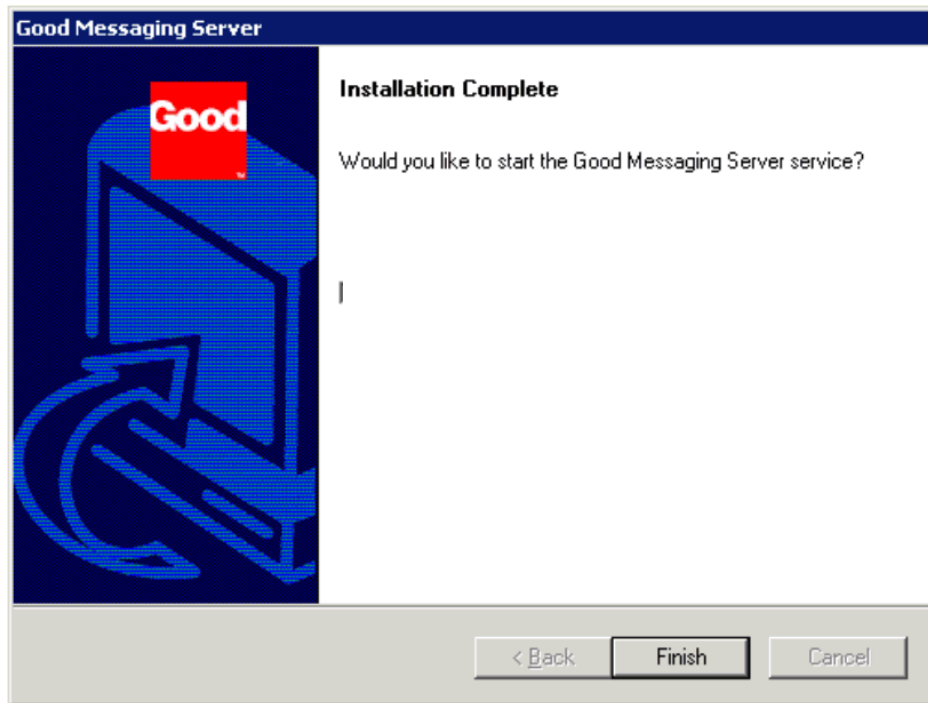 Good Messaging Server
Good
Installation Complete
Would you like to start the Good Messaging Server service?
< Back
Finish
Cancel